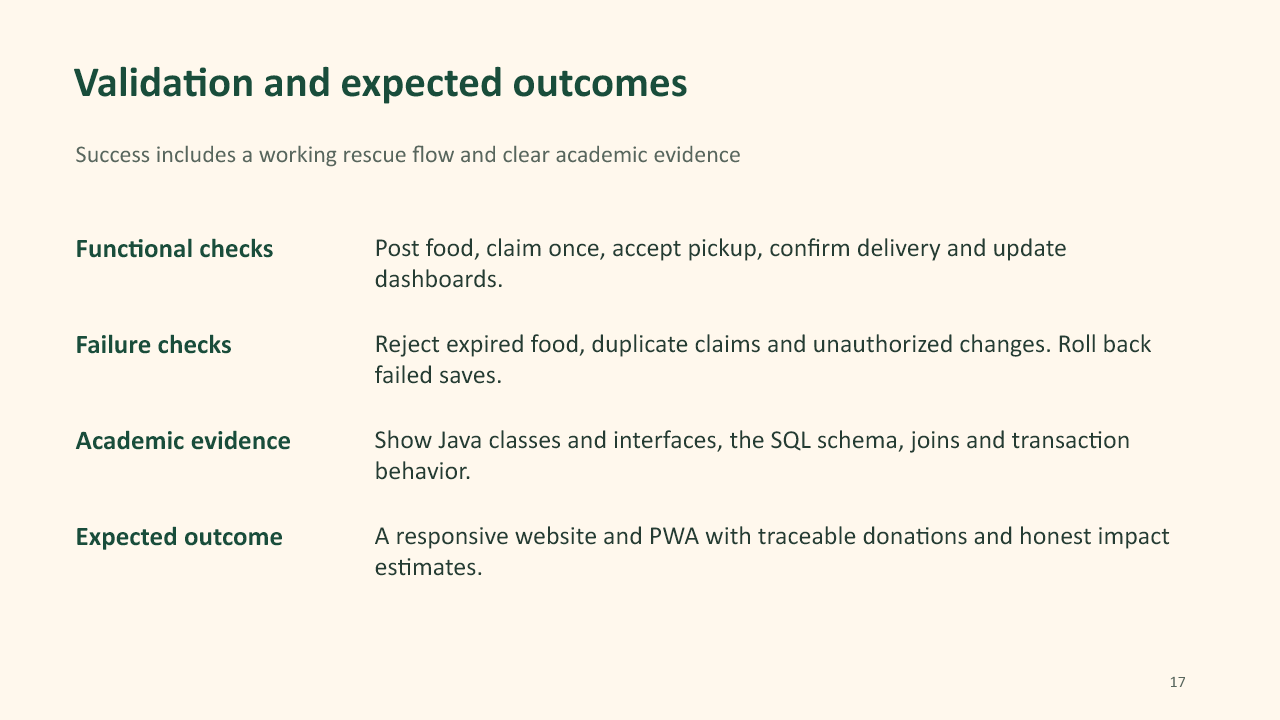 Validation and expected outcomes
Success includes a working rescue flow and clear academic evidence
Functional checks
Post food, claim once, accept pickup, confirm delivery and update
dashboards.
Failure checks
Reject expired food, duplicate claims and unauthorized changes. Roll back
failed saves.
Academic evidence
Show Java classes and interfaces, the SQL schema, joins and transaction
behavior.
Expected outcome
A responsive website and PWA with traceable donations and honest impact
estimates.
17